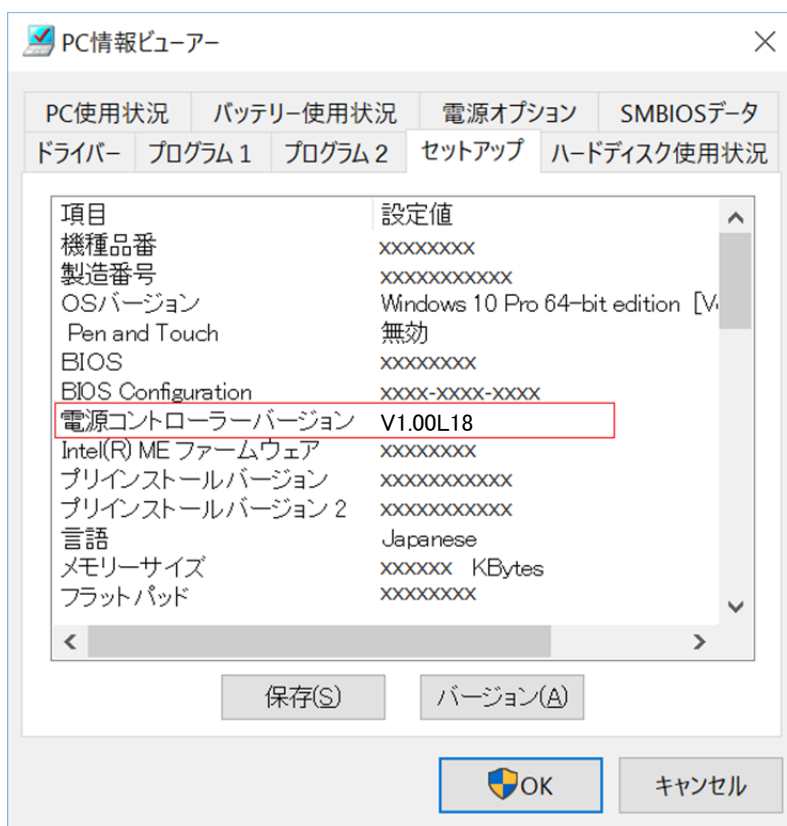 PC情報ビューアー
PC使用状況 バッテリー使用状況 電源オプション SMBIOSデータ
ドライバー プログラム 1 プログラム 2 セットアップ ハードディスク使用状況
項目 設定値
機種品番 xxxxxxxx
製造番号 xxxxxxxxxxx
OSバージョン Windows 10 Pro 64-bit edition [V
Pen and Touch 無効
BIOS xxxxxxxx
BIOS Configuration xxxx-xxxx-xxxx
電源コントローラーバージョン V1.00L18
Intel(R) ME ファームウェア xxxxxxxx
プリインストールバージョン xxxxxxxxxxx
プリインストールバージョン 2 xxxxxxxxxxx
言語 Japanese
メモリーサイズ xxxxxx KBytes
フラットパッド xxxxxxxx
保存(S) バージョン(A)
OK キャンセル